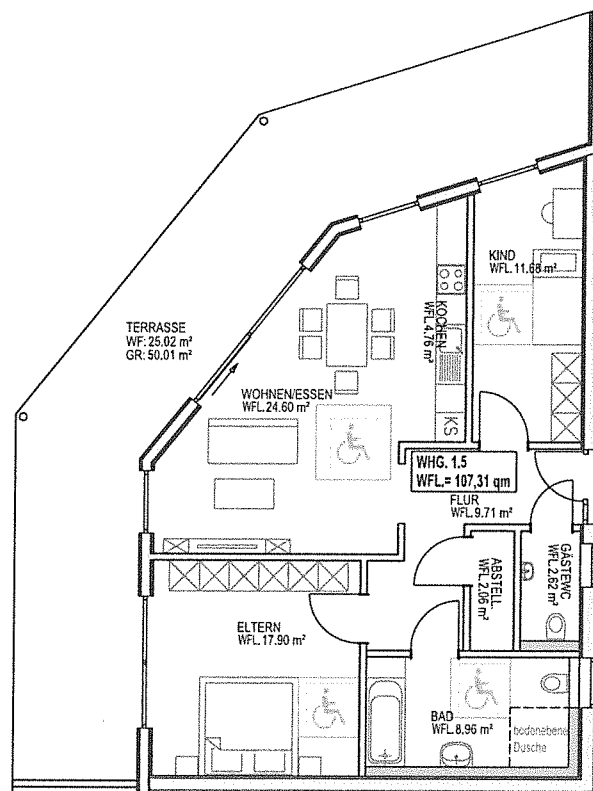 KIND
WFL.11.68 m²
KOCHEN
WFL.4.76 m²
TERRASSE
WF: 25.02 m²
GR: 50.01 m²
WOHNEN/ESSEN
WFL.24.60 m²
KS
WHG. 1.5
WFL.= 107,31 qm
FLUR
WFL.9.71 m²
ABSTELL.
WFL.2.06 m²
GÄSTEWC
WFL.2.62 m²
ELTERN
WFL.17.90 m²
BAD
WFL.8,96 m²
bodenebene
Dusche